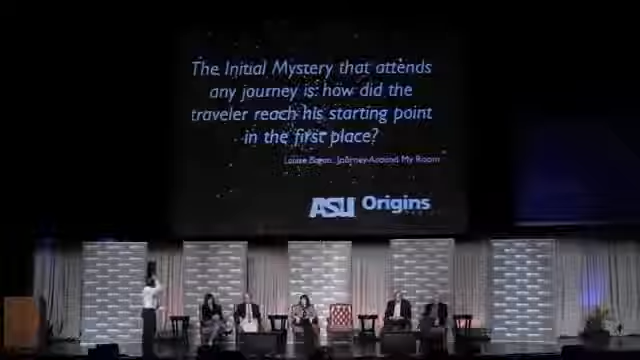 The Initial Mystery that attends
any journey is: how did the
traveler reach his starting point
in the first place?
Louise Bogan, Journey Around My Room
ASU Origins